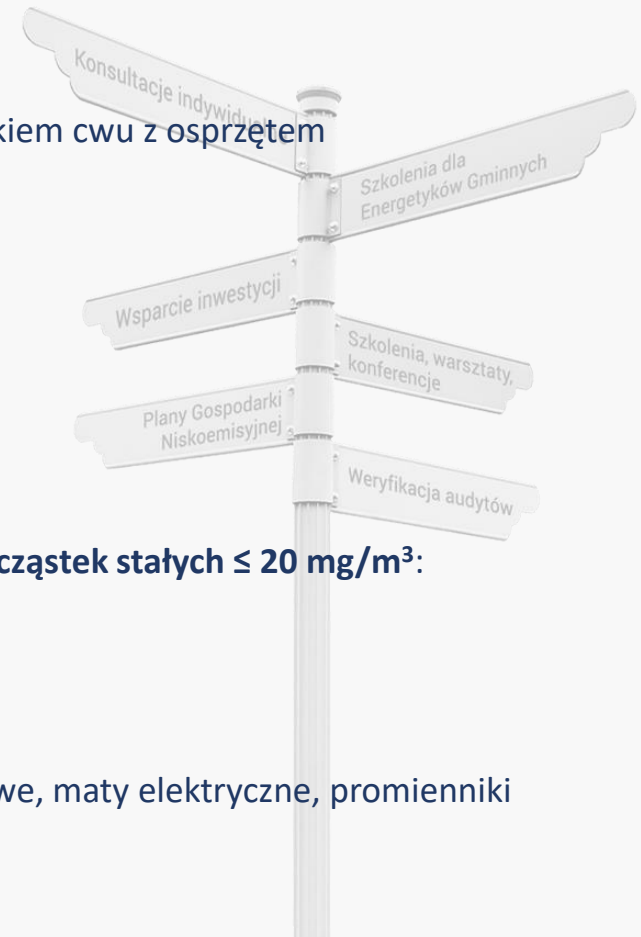 Konsultacje indywidualne
kiem cwu z osprzętem
Szkolenia dla
Energetyków Gminnych
Wsparcie inwestycji
Szkolenia, warsztaty,
konferencje
Plany Gospodarki
Niskoemisyjnej
Weryfikacja audytów
cząstek stałych ≤ 20 mg/m³:
we, maty elektryczne, promienniki